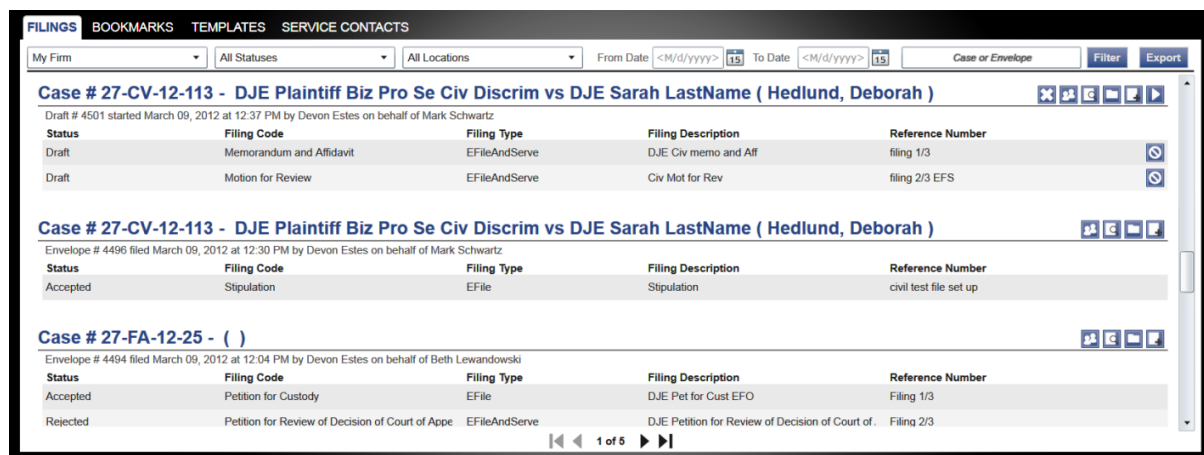 FILINGS BOOKMARKS TEMPLATES SERVICE CONTACTS
My Firm All Statuses All Locations From Date <M/d/yyyy> 15 To Date <M/d/yyyy> 15 Case or Envelope Filter Export
Case # 27-CV-12-113 - DJE Plaintiff Biz Pro Se Civ Discrim vs DJE Sarah LastName ( Hedlund, Deborah )
Draft # 4501 started March 09, 2012 at 12:37 PM by Devon Estes on behalf of Mark Schwartz
Status Filing Code Filing Type Filing Description Reference Number
Draft Memorandum and Affidavit EFileAndServe DJE Civ memo and Aff filing 1/3
Draft Motion for Review EFileAndServe Civ Mot for Rev filing 2/3 EFS
Case # 27-CV-12-113 - DJE Plaintiff Biz Pro Se Civ Discrim vs DJE Sarah LastName ( Hedlund, Deborah )
Envelope # 4496 filed March 09, 2012 at 12:30 PM by Devon Estes on behalf of Mark Schwartz
Status Filing Code Filing Type Filing Description Reference Number
Accepted Stipulation EFile Stipulation civil test file set up
Case # 27-FA-12-25 - ( )
Envelope # 4494 filed March 09, 2012 at 12:04 PM by Devon Estes on behalf of Beth Lewandowski
Status Filing Code Filing Type Filing Description Reference Number
Accepted Petition for Custody EFile DJE Pet for Cust EFO Filing 1/3
Rejected Petition for Review of Decision of Court of Appe EFileAndServe DJE Petition for Review of Decision of Court of . Filing 2/3
1 of 5